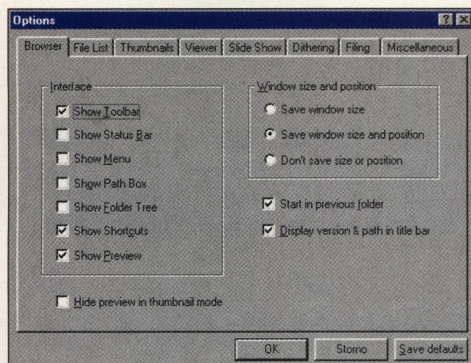 Options
Browser File List Thumbnails Viewer Slide Show Dithering Filing Miscellaneous
Interface
Show Toolbar
Show Status Bar
Show Menu
Show Path Box
Show Folder Tree
Show Shortcuts
Show Preview
Hide preview in thumbnail mode
Window size and position
Save window size
Save window size and position
Don't save size or position
Start in previous folder
Display version & path in title bar
OK Storno Save defaults